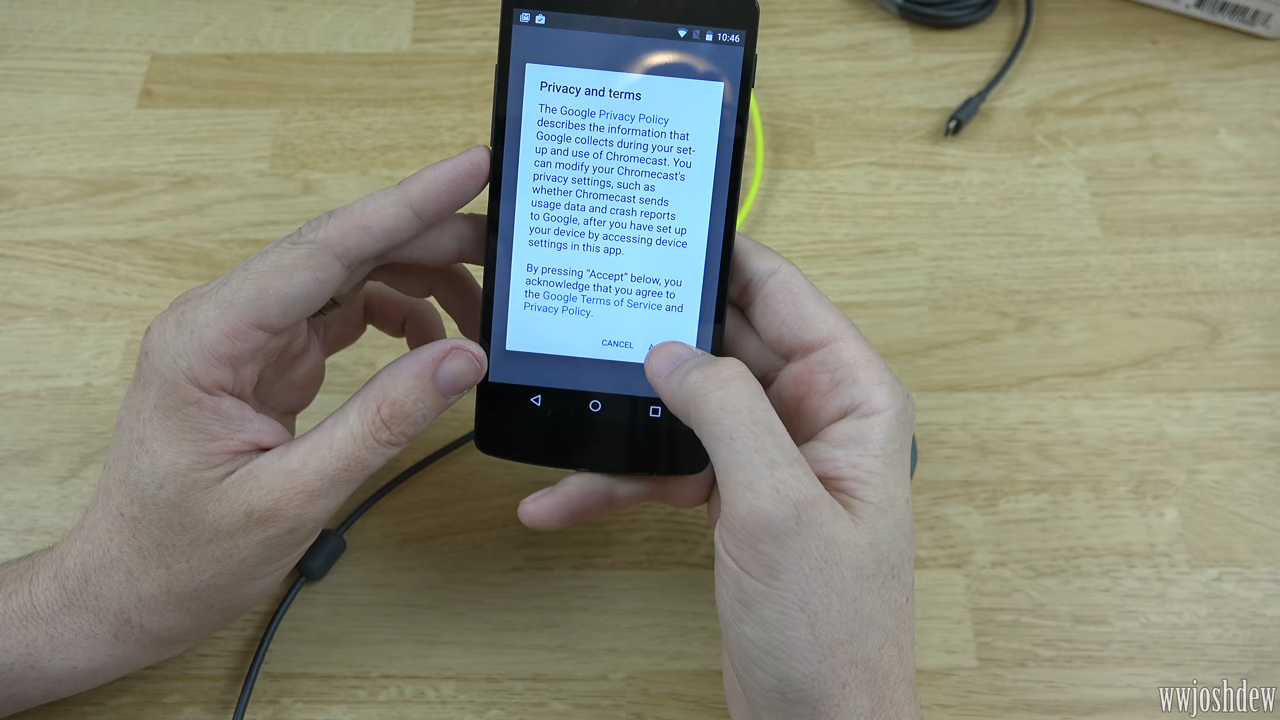 10:46
Privacy and terms
The Google Privacy Policy
describes the information that
Google collects during your set-
up and use of Chromecast. You
can modify your Chromecast's
privacy settings, such as
whether Chromecast sends
usage data and crash reports
to Google, after you have set up
your device by accessing device
settings in this app.
By pressing "Accept" below, you
acknowledge that you agree to
the Google Terms of Service and
Privacy Policy.
CANCEL
wwjoshdew